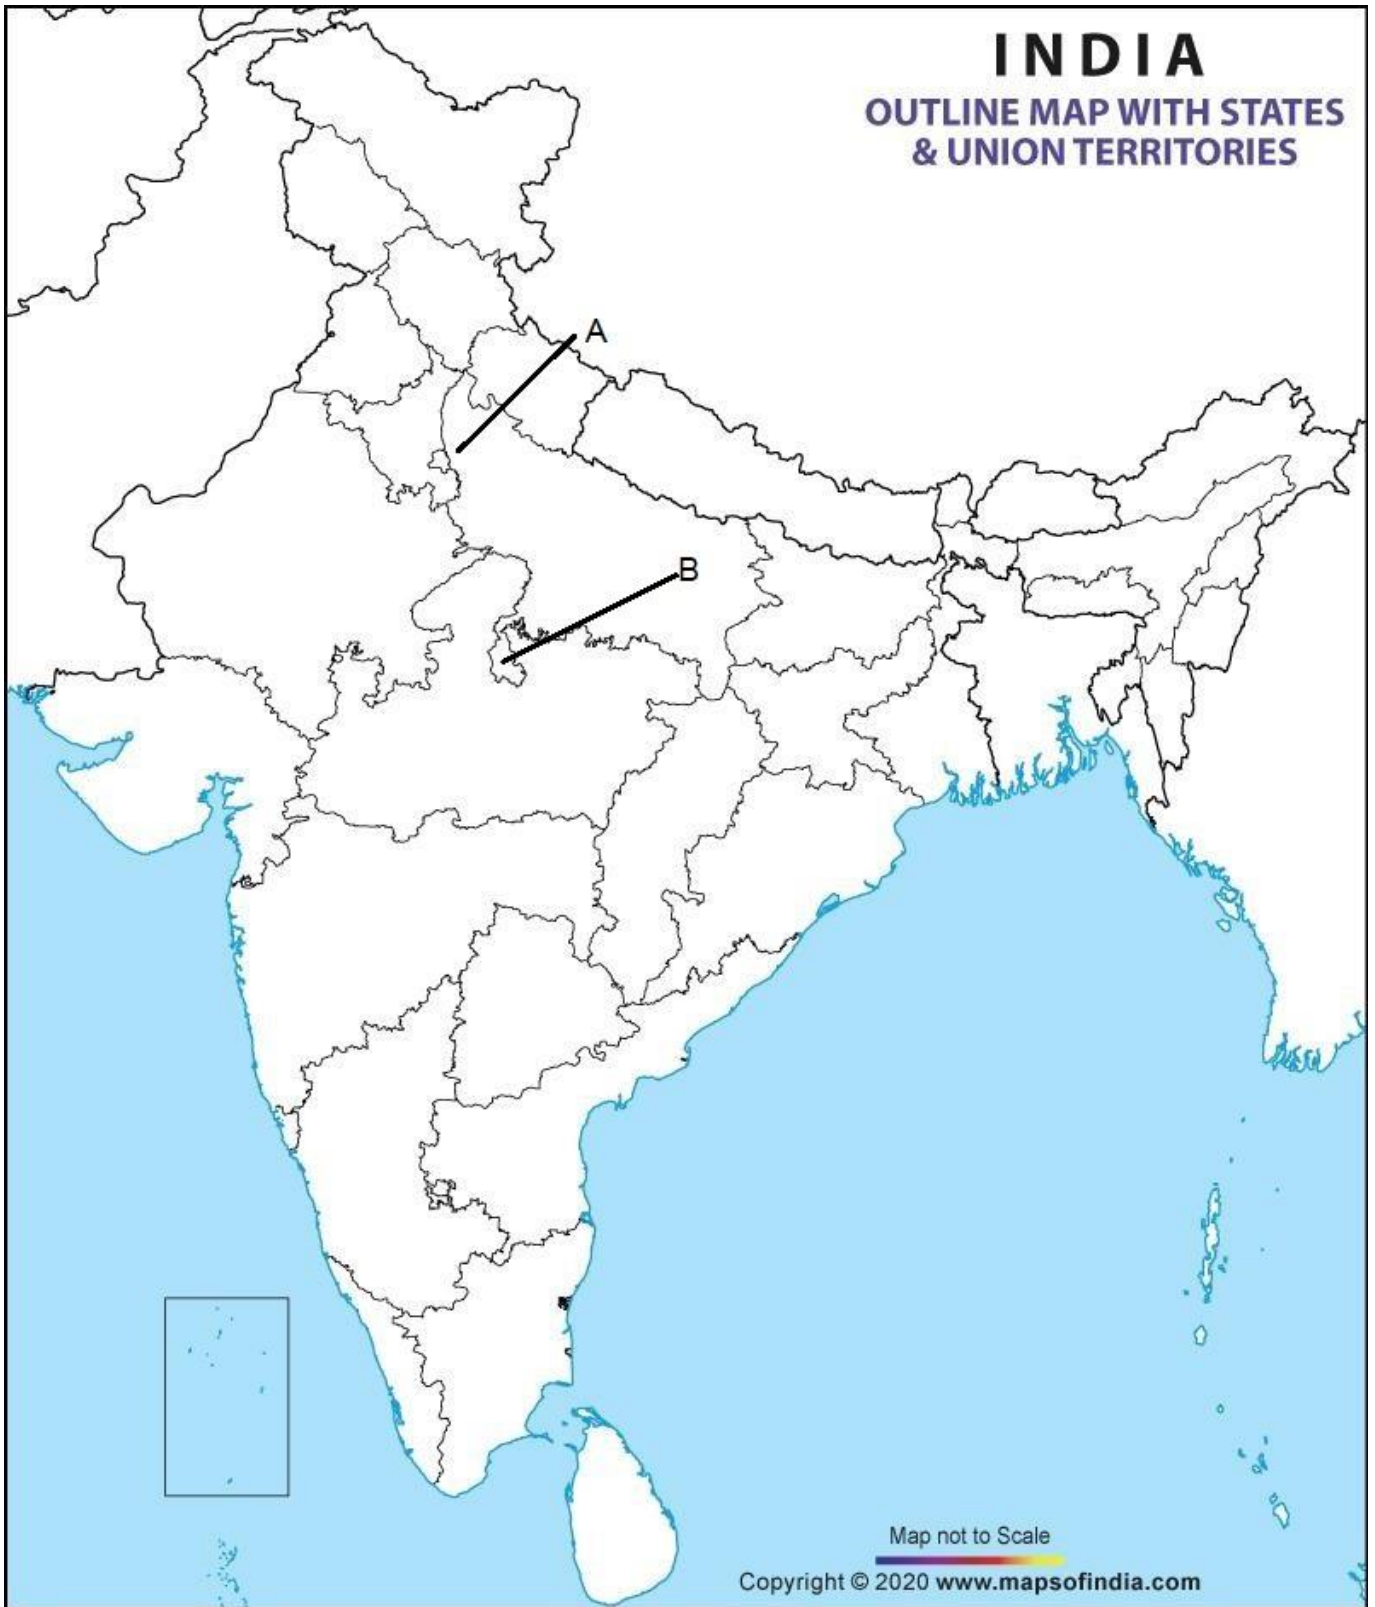 INDIA
OUTLINE MAP WITH STATES
& UNION TERRITORIES
A
B
Map not to Scale
Copyright © 2020 www.mapsofindia.com